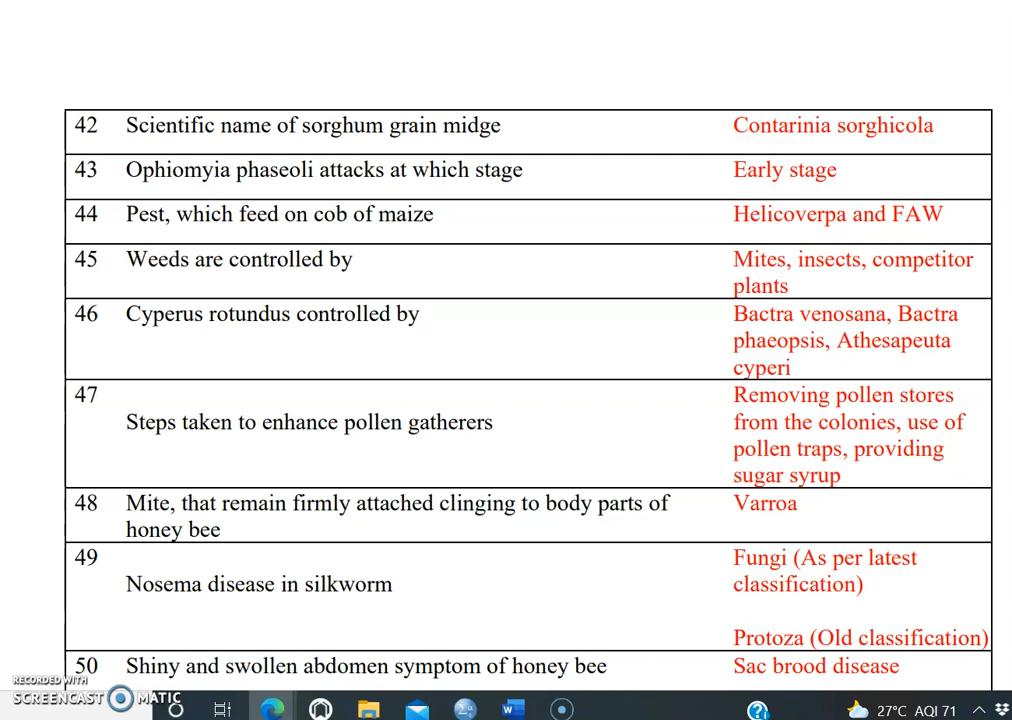 42 Scientific name of sorghum grain midge Contarinia sorghicola
43 Ophiomyia phaseoli attacks at which stage Early stage
44 Pest, which feed on cob of maize Helicoverpa and FAW
45 Weeds are controlled by Mites, insects, competitor
plants
46 Cyperus rotundus controlled by Bactra venosana, Bactra
phaeopsis, Athesapeuta
cyperi
47 Removing pollen stores
Steps taken to enhance pollen gatherers from the colonies, use of
pollen traps, providing
sugar syrup
48 Mite, that remain firmly attached clinging to body parts of Varroa
honey bee
49 Fungi (As per latest
Nosema disease in silkworm classification)
Protoza (Old classification)
50 Shiny and swollen abdomen symptom of honey bee Sac brood disease
RECORDED WITH
SCREENCAST MATIC
27°C AQI 71